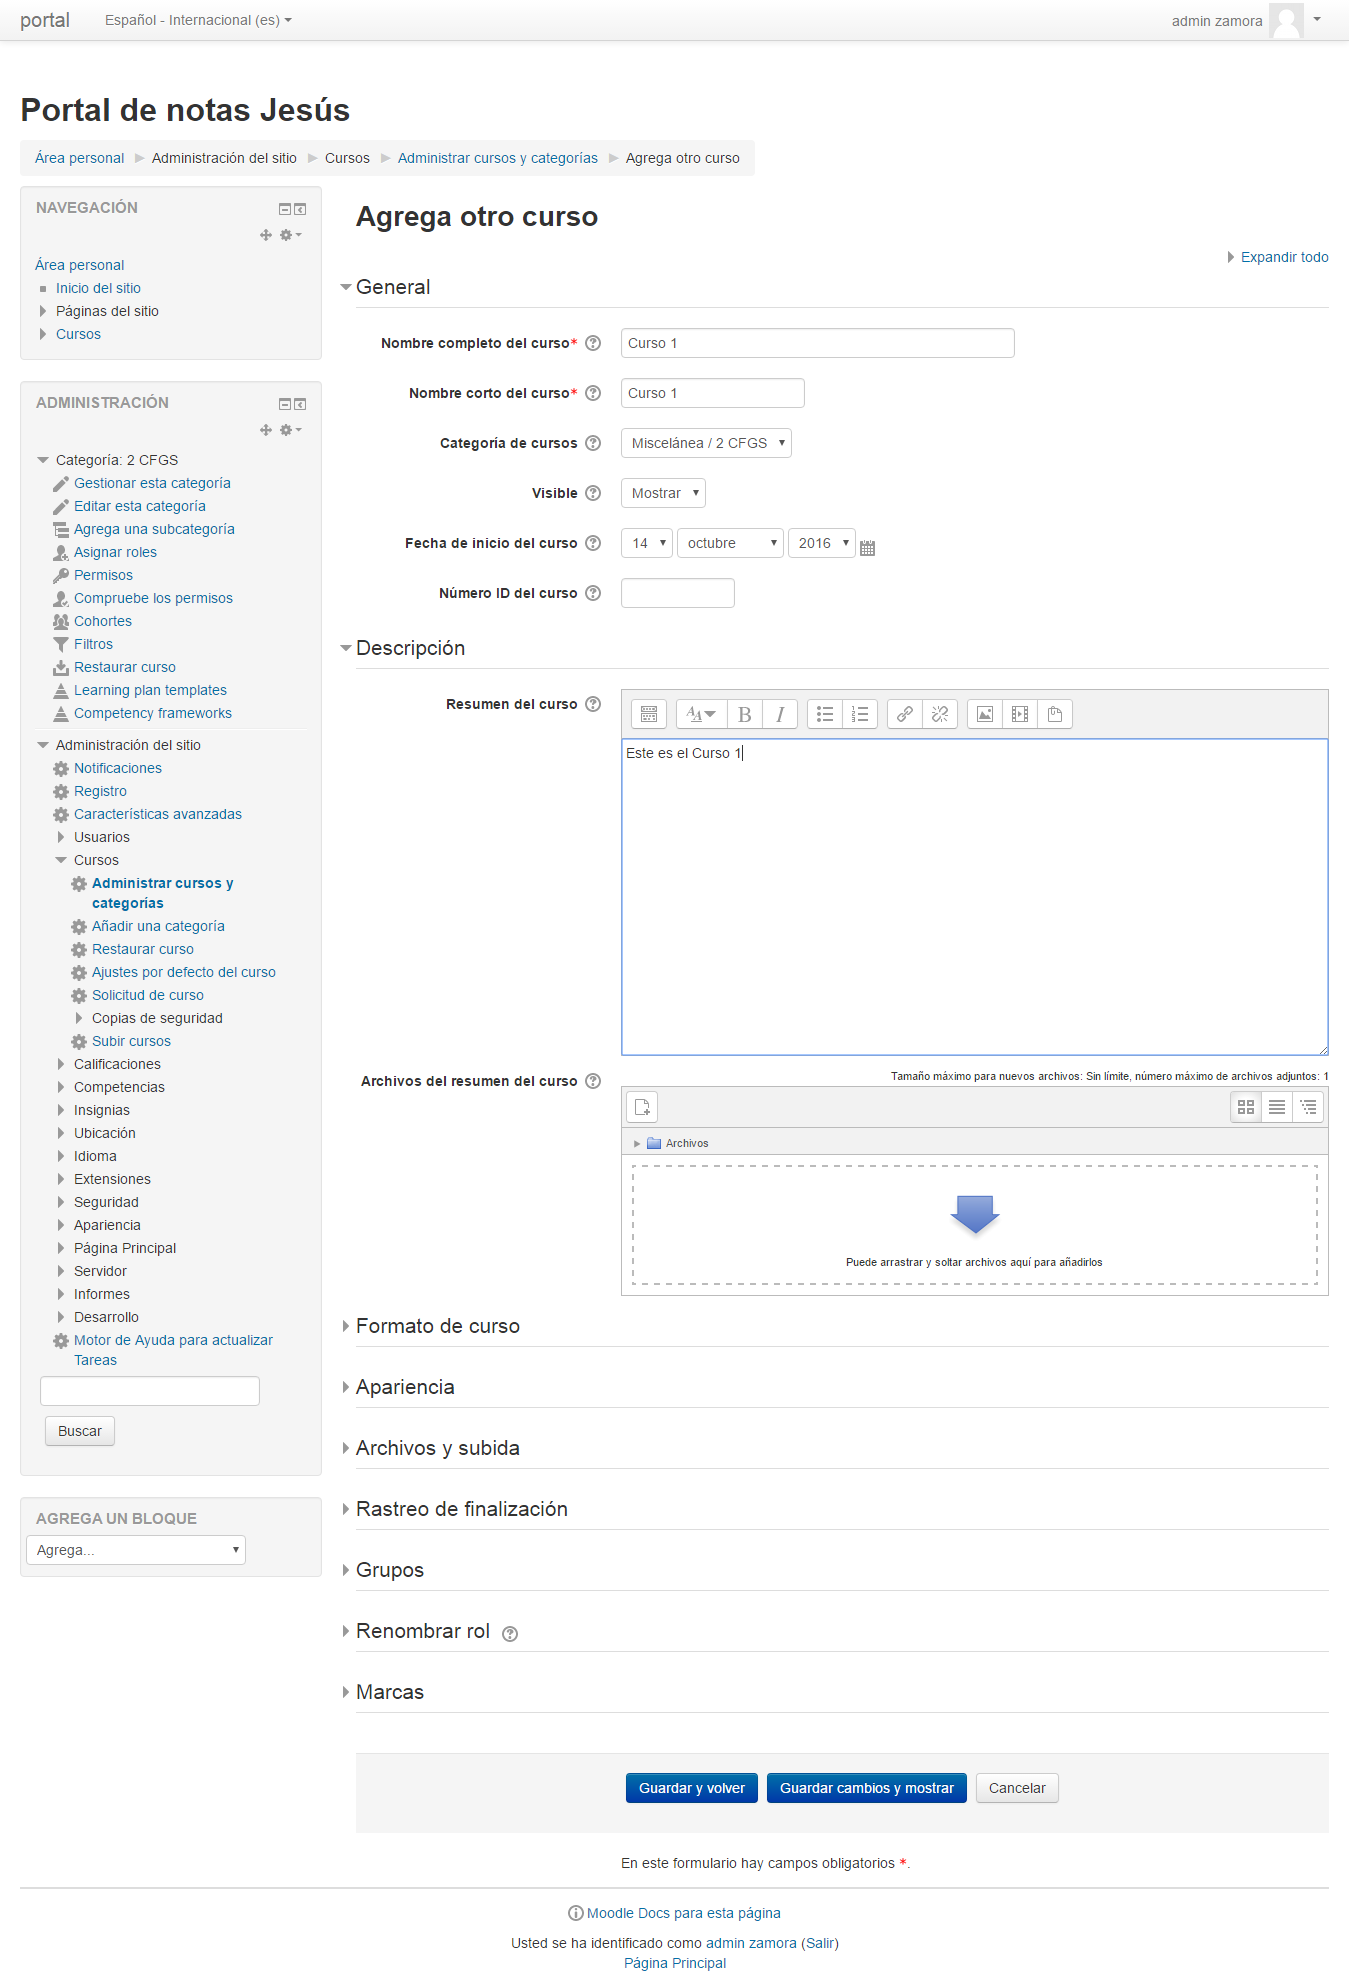 portal
Español - Internacional (es)
admin zamora
Portal de notas Jesús
Área personal
Administración del sitio
Cursos
Administrar cursos y categorías
Agrega otro curso
NAVEGACIÓN
Área personal
Inicio del sitio
Páginas del sitio
Cursos
ADMINISTRACIÓN
Categoría: 2 CFGS
Gestionar esta categoría
Editar esta categoría
Agrega una subcategoría
Asignar roles
Permisos
Compruebe los permisos
Cohortes
Filtros
Restaurar curso
Learning plan templates
Competency frameworks
Administración del sitio
Notificaciones
Registro
Características avanzadas
Usuarios
Cursos
Administrar cursos y
categorías
Añadir una categoría
Restaurar curso
Ajustes por defecto del curso
Solicitud de curso
Copias de seguridad
Subir cursos
Calificaciones
Competencias
Insignias
Ubicación
Idioma
Extensiones
Seguridad
Apariencia
Página Principal
Servidor
Informes
Desarrollo
Motor de Ayuda para actualizar
Tareas
Buscar
AGREGA UN BLOQUE
Agrega...
Agrega otro curso
Expandir todo
General
Nombre completo del curso* Curso 1
Nombre corto del curso* Curso 1
Categoría de cursos Miscelánea / 2 CFGS
Visible Mostrar
Fecha de inicio del curso 14 octubre 2016
Número ID del curso
Descripción
Resumen del curso
Este es el Curso 1
Archivos del resumen del curso
Tamaño máximo para nuevos archivos: Sin límite, número máximo de archivos adjuntos: 1
Archivos
Puede arrastrar y soltar archivos aquí para añadirlos
Formato de curso
Apariencia
Archivos y subida
Rastreo de finalización
Grupos
Renombrar rol
Marcas
Guardar y volver
Guardar cambios y mostrar
Cancelar
En este formulario hay campos obligatorios *.
Moodle Docs para esta página
Usted se ha identificado como admin zamora (Salir)
Página Principal